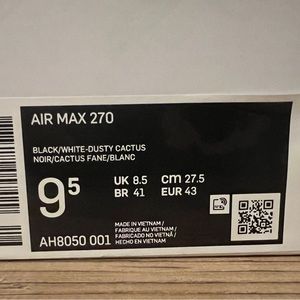 AIR MAX 270
BLACK/WHITE-DUSTY CACTUS
NOIR/CACTUS FANE/BLANC
9⁵
UK 8.5 CM 27.5
BR 41 EUR 43
AH8050 001
MADE IN VIETNAM /
FABRIQUE AU VIETNAM /
FABRICADO NO VIETNÃ /
HECHO EN VIETNAM